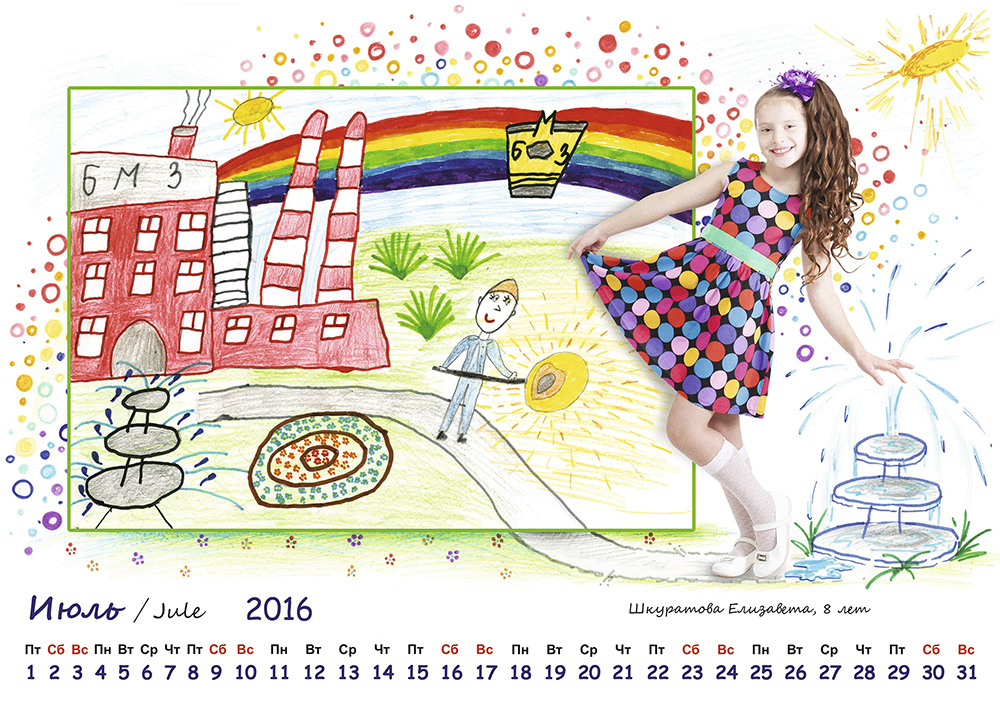 БМЗ
БМЗ
Июль / Jule 2016
Шкуратова Елизавета, 8 лет
Пт Сб Вс Пн Вт Ср Чт Пт Сб Вс Пн Вт Ср Чт Пт Сб Вс Пн Вт Ср Чт Пт Сб Вс Пн Вт Ср Чт Пт Сб Вс
1 2 3 4 5 6 7 8 9 10 11 12 13 14 15 16 17 18 19 20 21 22 23 24 25 26 27 28 29 30 31